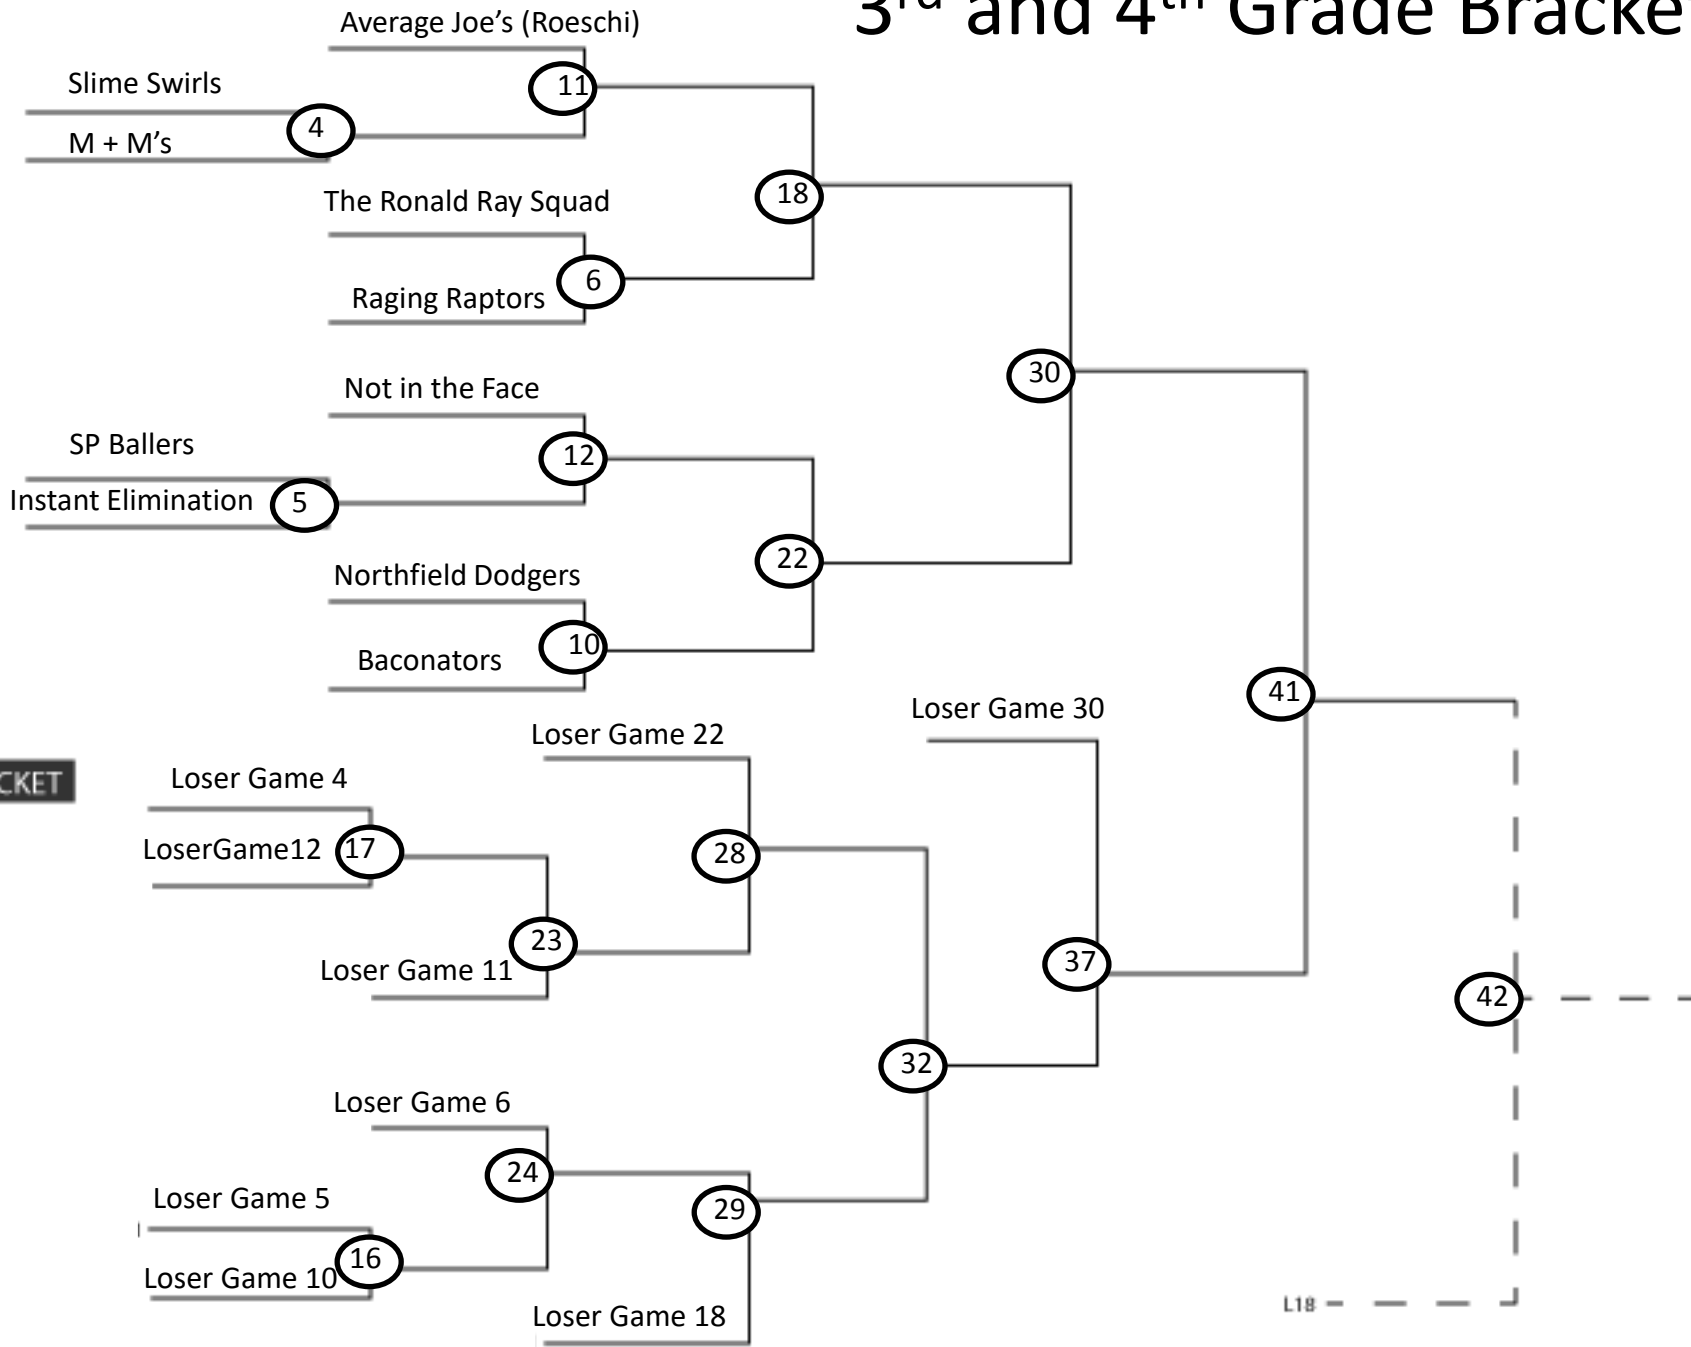 3rd and 4th Grade Bracke
Average Joe's (Roeschi)
11
Slime Swirls
4
M + M's
18
The Ronald Ray Squad
6
Raging Raptors
30
Not in the Face
12
SP Ballers
5
Instant Elimination
22
Northfield Dodgers
10
Baconators
41
Loser Game 30
Loser Game 22
CKET
Loser Game 4
LoserGame12
17
28
23
Loser Game 11
37
42
32
Loser Game 6
24
Loser Game 5
29
16
Loser Game 10
Loser Game 18
L18